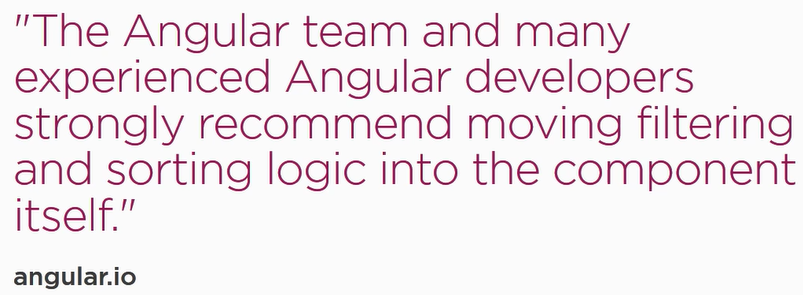 "The Angular team and many
experienced Angular developers
strongly recommend moving filtering
and sorting logic into the component
itself."
angular.io